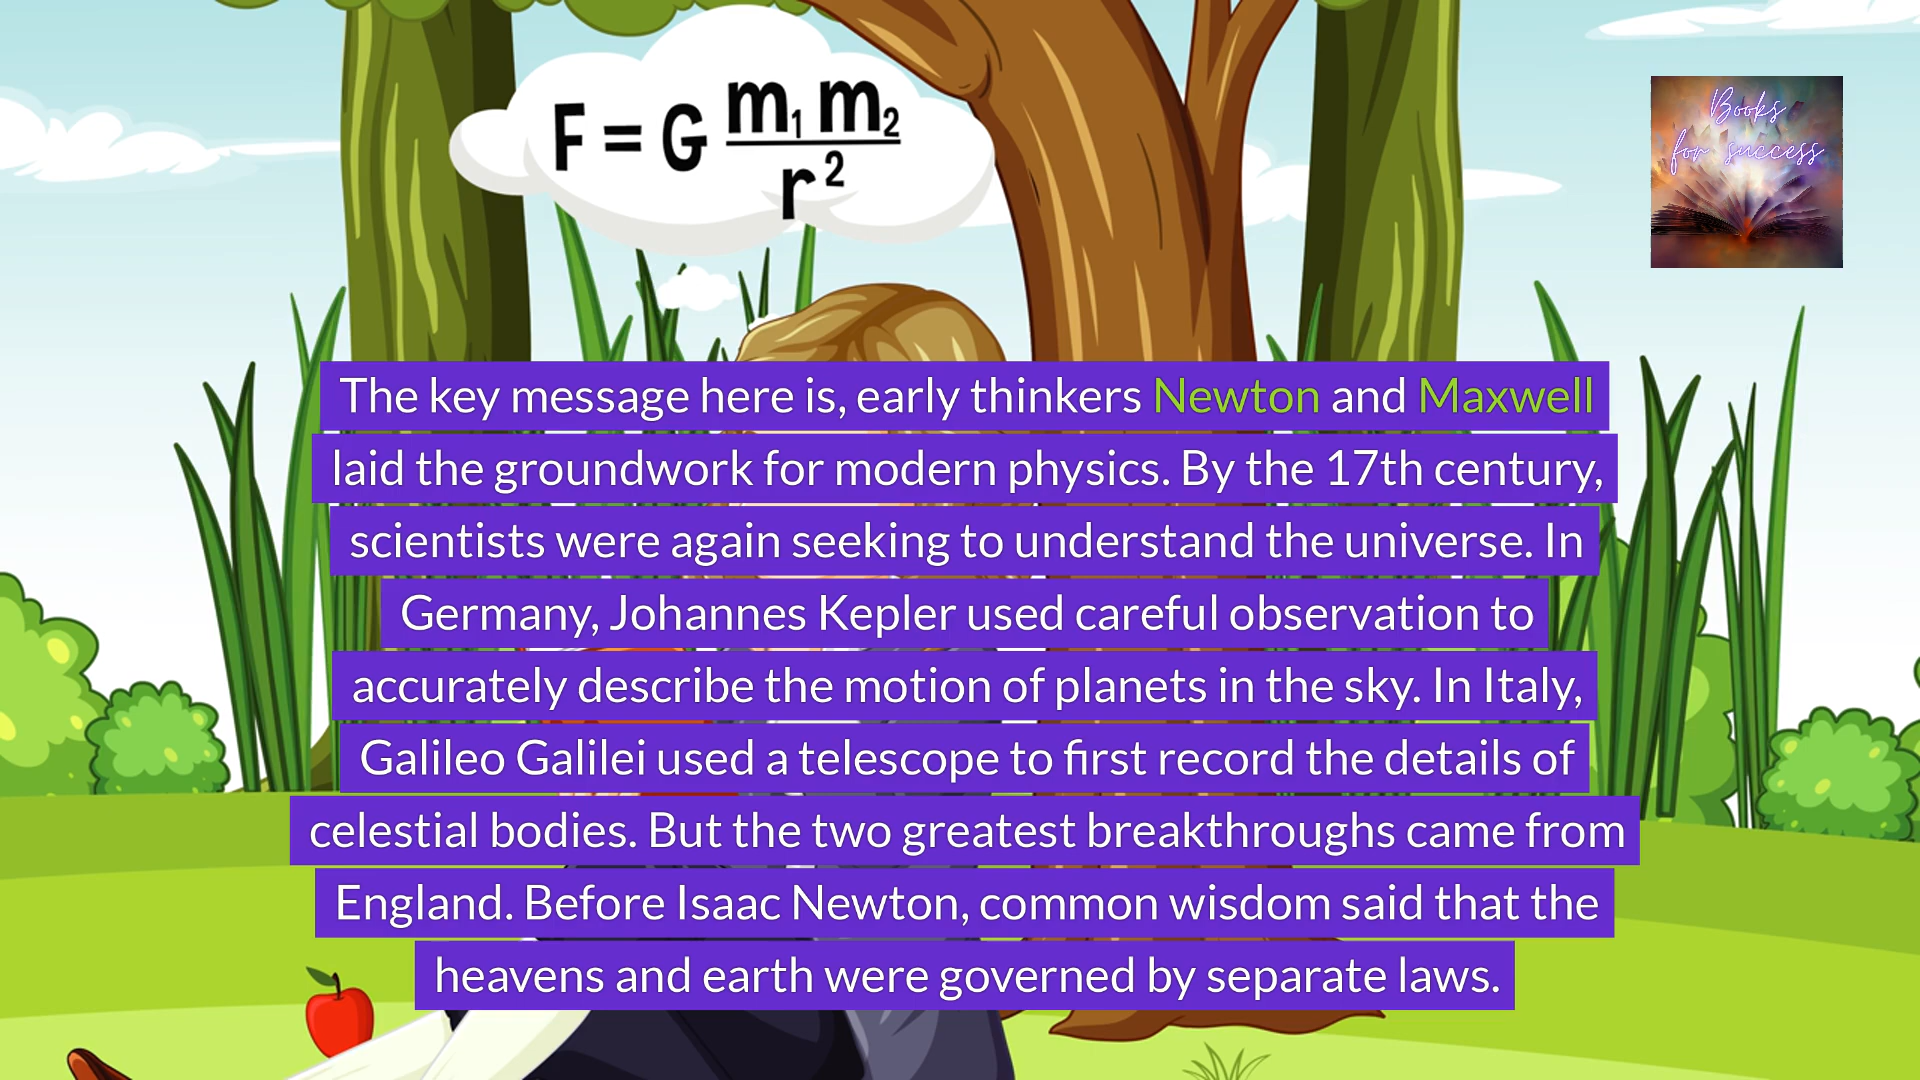 F = G m₁ m₂ / r²
Books
for success
The key message here is, early thinkers Newton and Maxwell
laid the groundwork for modern physics. By the 17th century,
scientists were again seeking to understand the universe. In
Germany, Johannes Kepler used careful observation to
accurately describe the motion of planets in the sky. In Italy,
Galileo Galilei used a telescope to first record the details of
celestial bodies. But the two greatest breakthroughs came from
England. Before Isaac Newton, common wisdom said that the
heavens and earth were governed by separate laws.